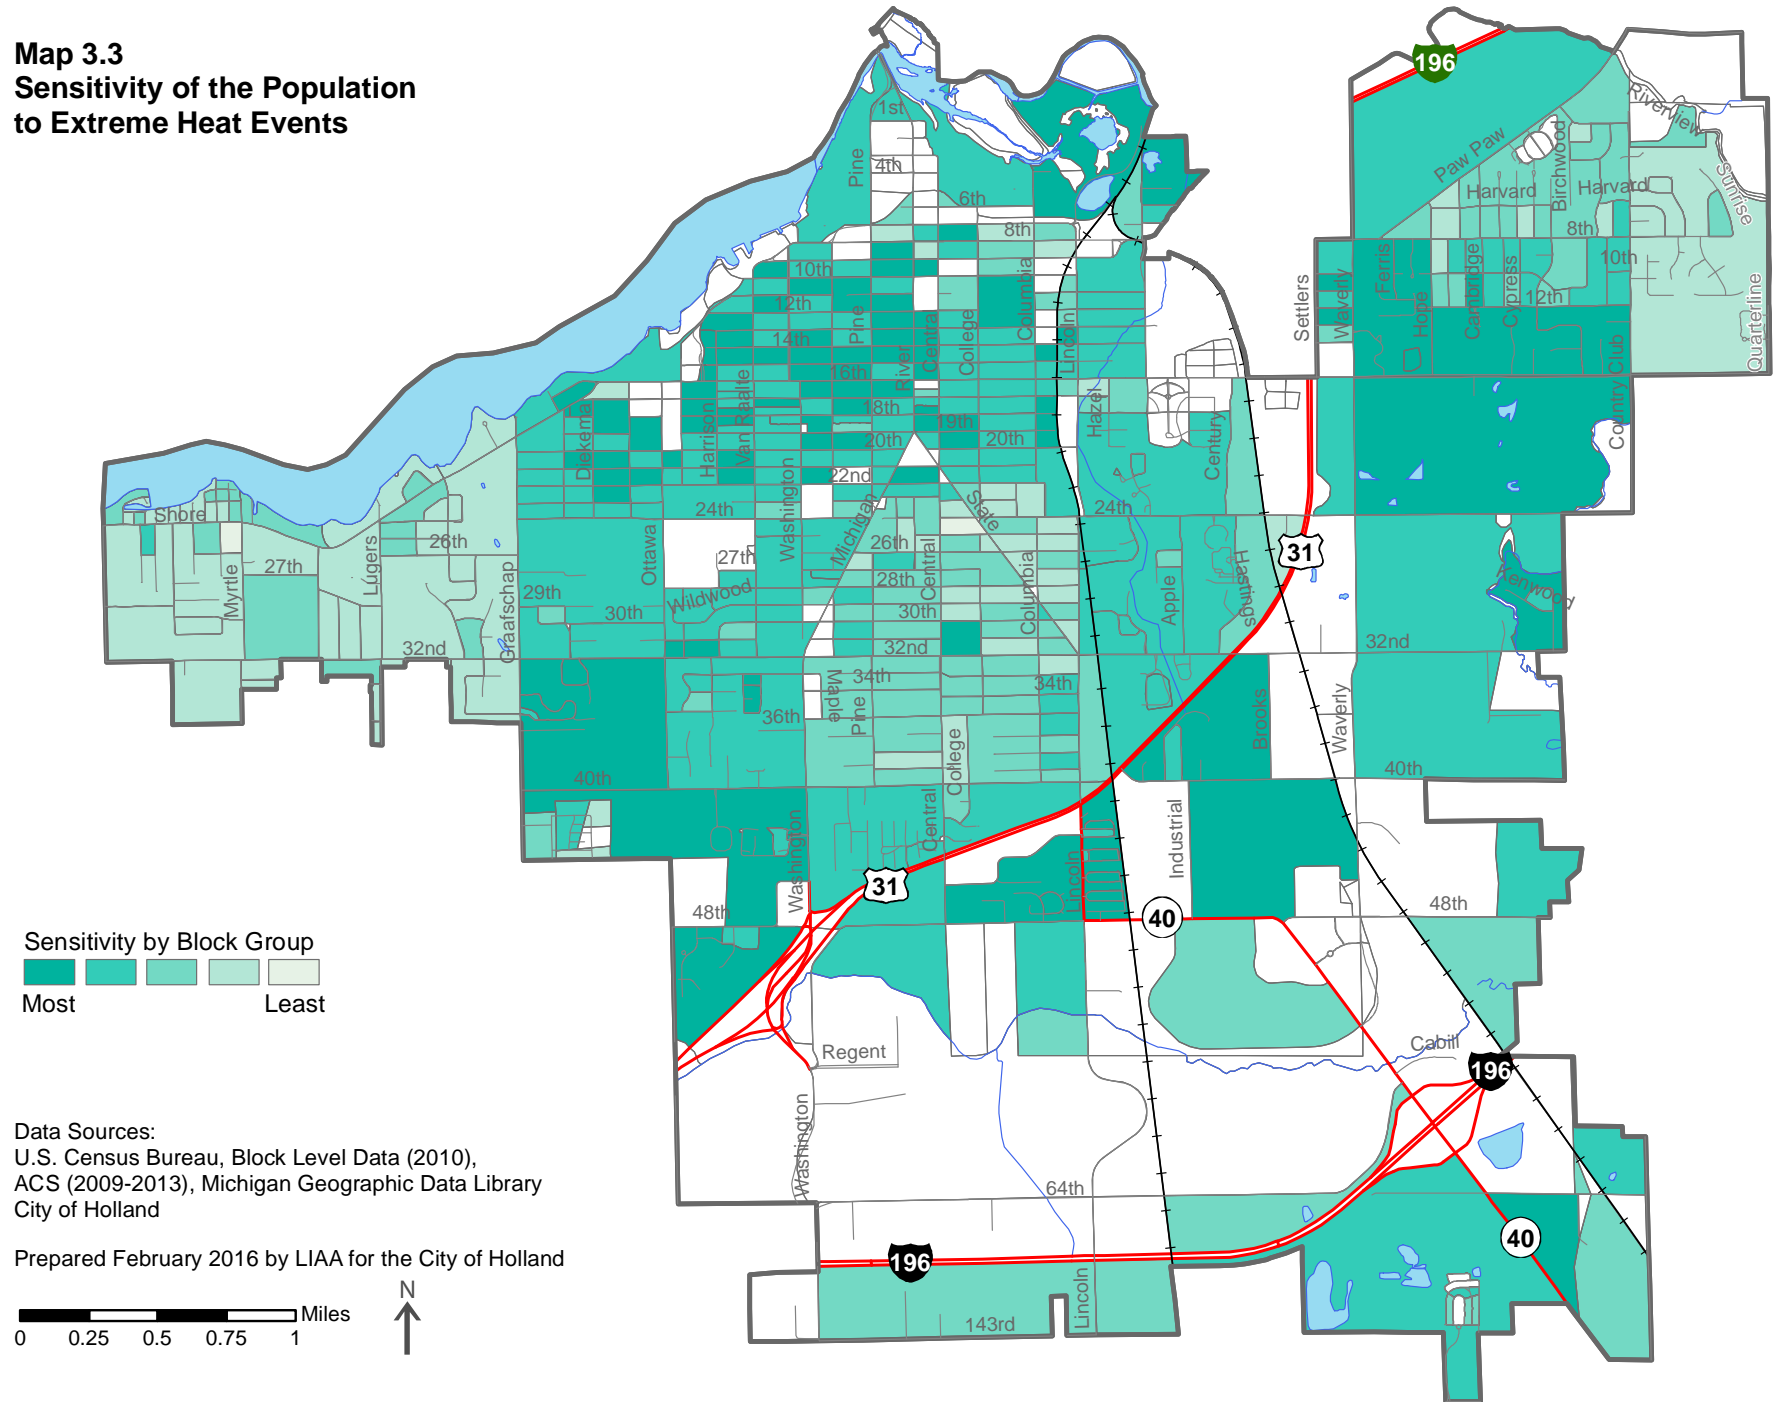 Map 3.3
Sensitivity of the Population
to Extreme Heat Events
196
Riverview
1st
Paw Paw
Birchwood
4th
Pine
Harvard
Harvard
Sunrise
6th
8th
8th
10th
10th
Columbia
Settlers
Waverly
Ferris
Hope
Cambridge
Cypress
12th
12th
Quarterline
Pine
Central
College
Lincoln
14th
Country Club
River
16th
Van Raalte
Harrison
Diekema
18th
Hazel
Century
19th
20th
20th
Washington
22nd
24th
State
24th
Shore
Michigan
26th
26th
Central
27th
27th
Lugers
Myrtle
Ottawa
Columbia
31
Hastings
Kenwood
Graafschap
29th
28th
Apple
30th
Wildwood
30th
32nd
32nd
32nd
34th
34th
Maple
Pine
36th
Brooks
Waverly
College
40th
40th
Central
Washington
Industrial
Lincoln
31
48th
40
48th
Sensitivity by Block Group
Most
Least
Regent
Cabill
196
Washington
Data Sources:
U.S. Census Bureau, Block Level Data (2010),
ACS (2009-2013), Michigan Geographic Data Library
City of Holland
64th
40
Prepared February 2016 by LIAA for the City of Holland
196
N
Lincoln
143rd
Miles
0 0.25 0.5 0.75 1